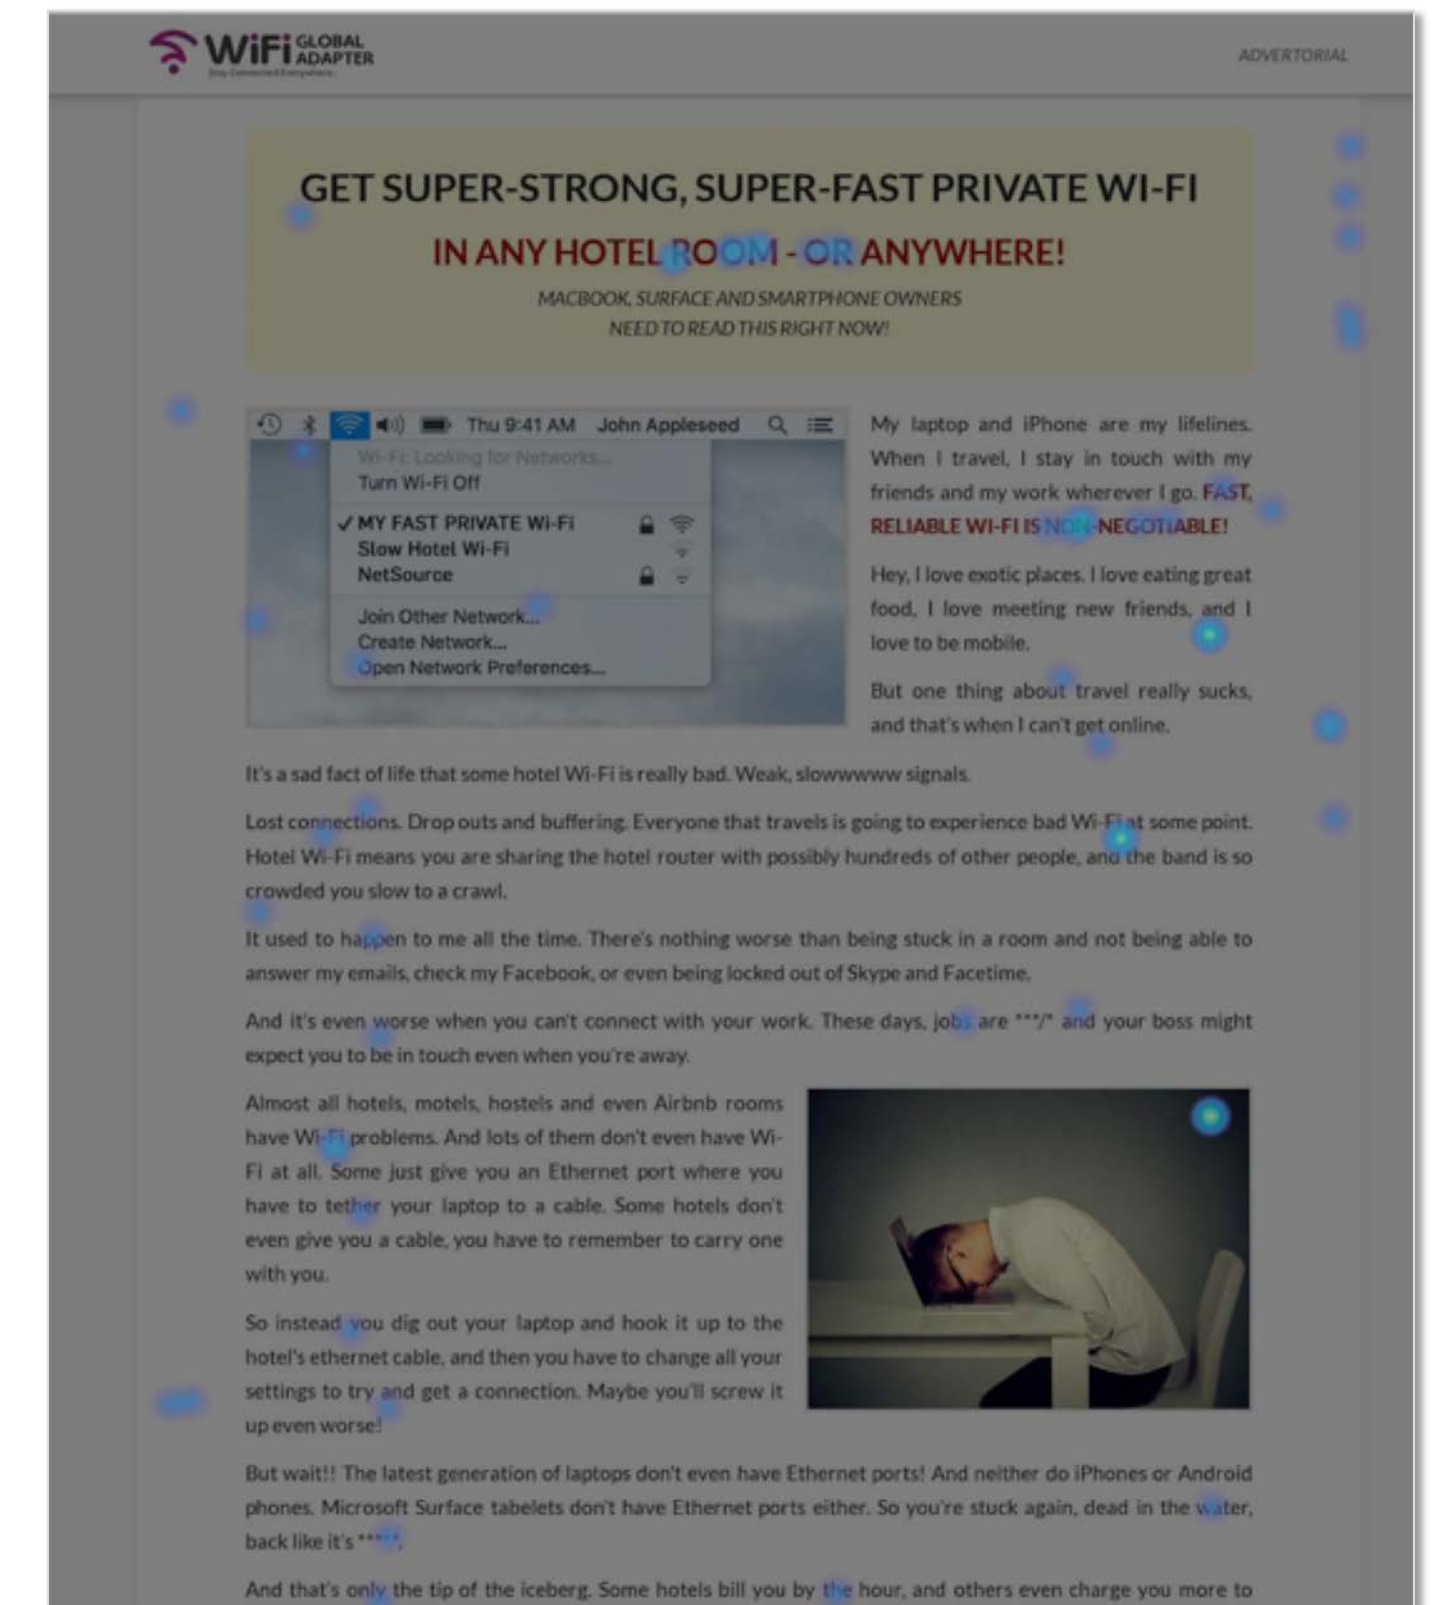 WiFi GLOBAL
ADAPTER
Stay Connected Everywhere.
ADVERTORIAL
GET SUPER-STRONG, SUPER-FAST PRIVATE WI-FI
IN ANY HOTEL ROOM - OR ANYWHERE!
MACBOOK, SURFACE AND SMARTPHONE OWNERS
NEED TO READ THIS RIGHT NOW!
Thu 9:41 AM John Appleseed
Wi-Fi: Looking for Networks...
Turn Wi-Fi Off
✓ MY FAST PRIVATE Wi-Fi
Slow Hotel Wi-Fi
NetSource
Join Other Network...
Create Network...
Open Network Preferences...
My laptop and iPhone are my lifelines.
When I travel, I stay in touch with my
friends and my work wherever I go. FAST,
RELIABLE WI-FI IS NON-NEGOTIABLE!
Hey, I love exotic places. I love eating great
food, I love meeting new friends, and I
love to be mobile.
But one thing about travel really sucks,
and that's when I can't get online.
It's a sad fact of life that some hotel Wi-Fi is really bad. Weak, slowwwwww signals.
Lost connections. Drop outs and buffering. Everyone that travels is going to experience bad Wi-Fi at some point.
Hotel Wi-Fi means you are sharing the hotel router with possibly hundreds of other people, and the band is so
crowded you slow to a crawl.
It used to happen to me all the time. There's nothing worse than being stuck in a room and not being able to
answer my emails, check my Facebook, or even being locked out of Skype and Facetime.
And it's even worse when you can't connect with your work. These days, jobs are ***/* and your boss might
expect you to be in touch even when you're away.
Almost all hotels, motels, hostels and even Airbnb rooms
have Wi-Fi problems. And lots of them don't even have Wi-
Fi at all. Some just give you an Ethernet port where you
have to tether your laptop to a cable. Some hotels don't
even give you a cable, you have to remember to carry one
with you.
So instead you dig out your laptop and hook it up to the
hotel's ethernet cable, and then you have to change all your
settings to try and get a connection. Maybe you'll screw it
up even worse!
But wait!! The latest generation of laptops don't even have Ethernet ports! And neither do iPhones or Android
phones. Microsoft Surface tabelets don't have Ethernet ports either. So you're stuck again, dead in the water,
back like it's *****.
And that's only the tip of the iceberg. Some hotels bill you by the hour, and others even charge you more to